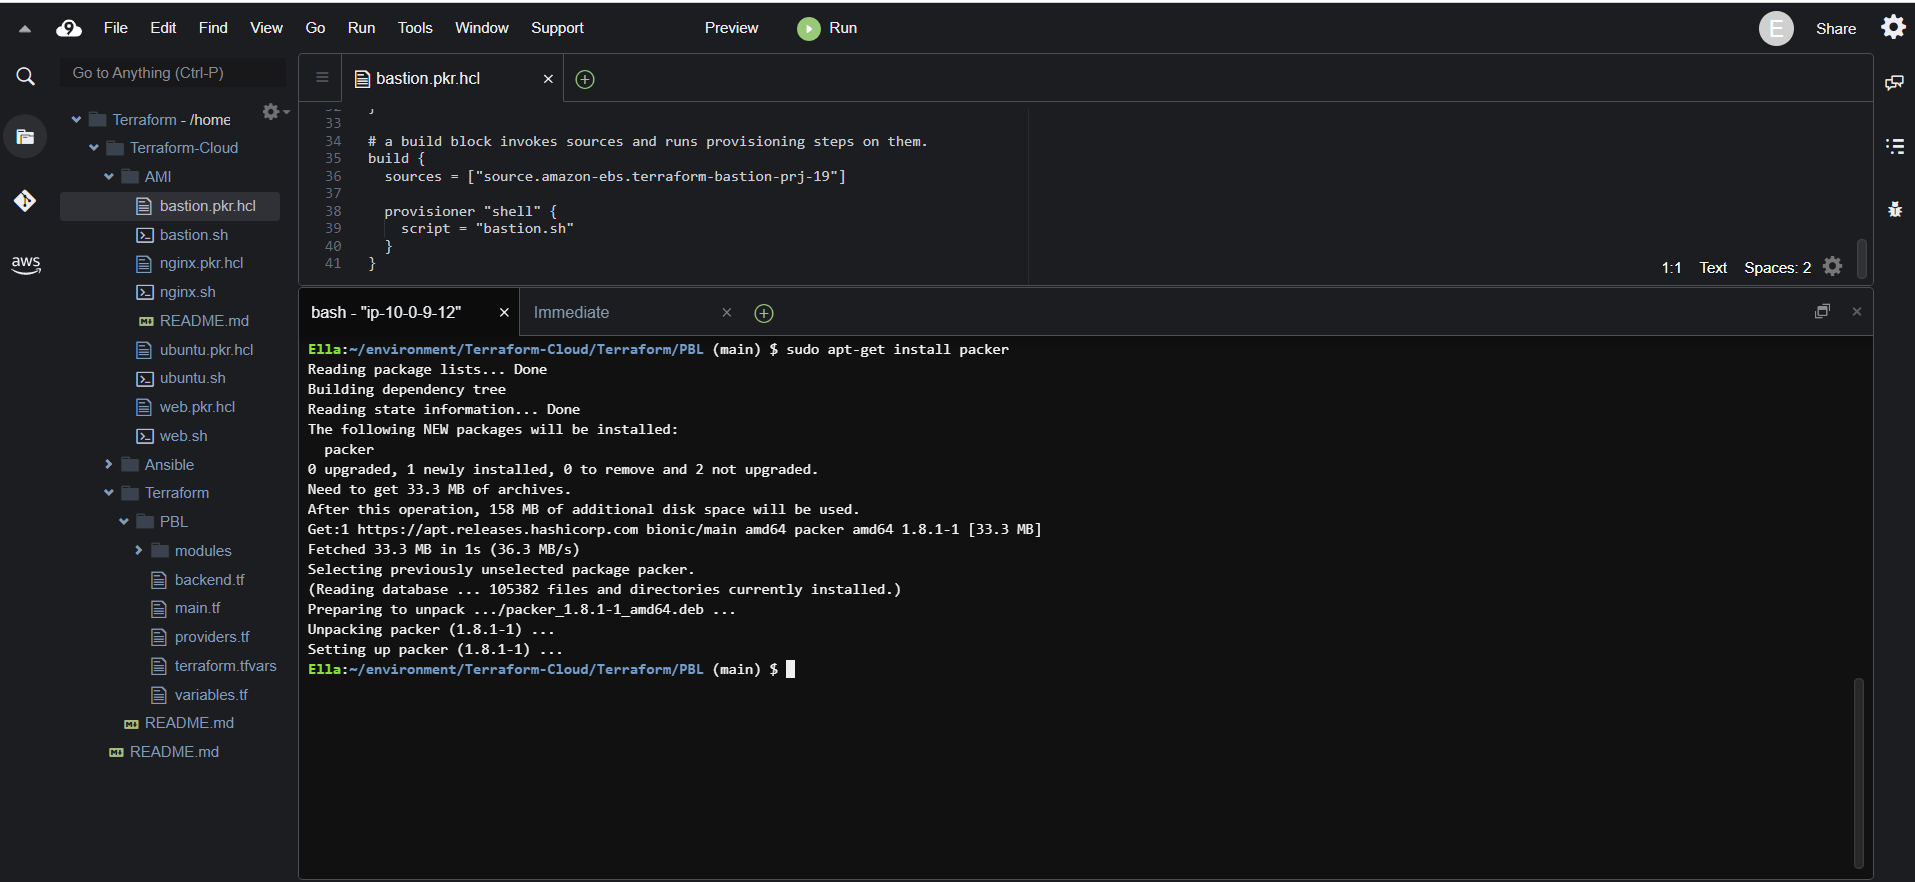 9 File Edit Find View Go Run Tools Window Support Preview Run E Share
Go to Anything (Ctrl-P)
Terraform - /home
Terraform-Cloud
AMI
bastion.pkr.hcl
bastion.sh
nginx.pkr.hcl
nginx.sh
README.md
ubuntu.pkr.hcl
ubuntu.sh
web.pkr.hcl
web.sh
Ansible
Terraform
PBL
modules
backend.tf
main.tf
providers.tf
terraform.tfvars
variables.tf
README.md
README.md
aws
bastion.pkr.hcl
32 }
33
34 # a build block invokes sources and runs provisioning steps on them.
35 build {
36 sources = ["source.amazon-ebs.terraform-bastion-prj-19"]
37
38 provisioner "shell" {
39 script = "bastion.sh"
40 }
41 }
1:1 Text Spaces: 2
bash - "ip-10-0-9-12" Immediate
Ella:~/environment/Terraform-Cloud/Terraform/PBL (main) $ sudo apt-get install packer
Reading package lists... Done
Building dependency tree
Reading state information... Done
The following NEW packages will be installed:
packer
0 upgraded, 1 newly installed, 0 to remove and 2 not upgraded.
Need to get 33.3 MB of archives.
After this operation, 158 MB of additional disk space will be used.
Get:1 https://apt.releases.hashicorp.com bionic/main amd64 packer amd64 1.8.1-1 [33.3 MB]
Fetched 33.3 MB in 1s (36.3 MB/s)
Selecting previously unselected package packer.
(Reading database ... 105382 files and directories currently installed.)
Preparing to unpack .../packer_1.8.1-1_amd64.deb ...
Unpacking packer (1.8.1-1) ...
Setting up packer (1.8.1-1) ...
Ella:~/environment/Terraform-Cloud/Terraform/PBL (main) $